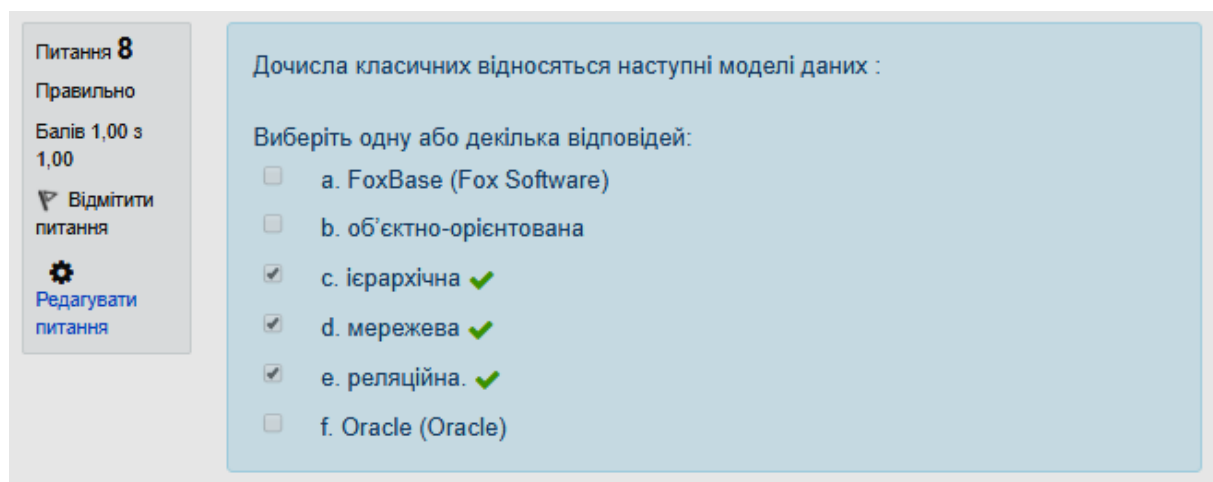 Питання 8
Правильно
Балів 1,00 з
1,00
Відмітити
питання
Редагувати
питання
Дочисла класичних відносяться наступні моделі даних :
Виберіть одну або декілька відповідей:
a. FoxBase (Fox Software)
b. об’єктно-орієнтована
c. ієрархічна
d. мережева
e. реляційна.
f. Oracle (Oracle)